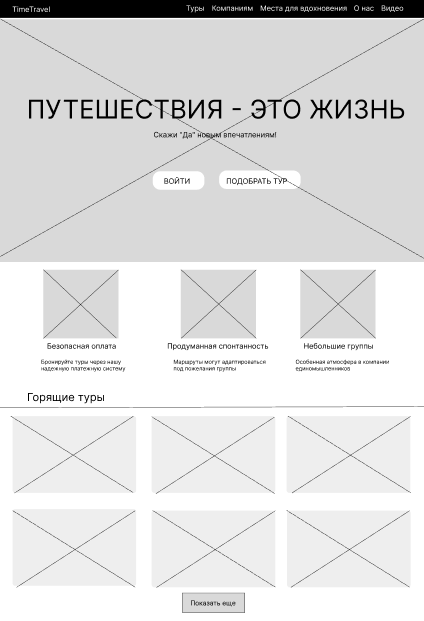 TimeTravel Туры Компаниям Места для вдохновения О нас Видео
ПУТЕШЕСТВИЯ - ЭТО ЖИЗНЬ
Скажи "Да" новым впечатлениям!
ВОЙТИ ПОДОБРАТЬ ТУР
Безопасная оплата
Бронируйте туры через нашу
надежную платежную систему
Продуманная спонтанность
Маршруты могут адаптироваться
под пожелания группы
Небольшие группы
Особенная атмосфера в компании
единомышленников
Горящие туры
Показать еще